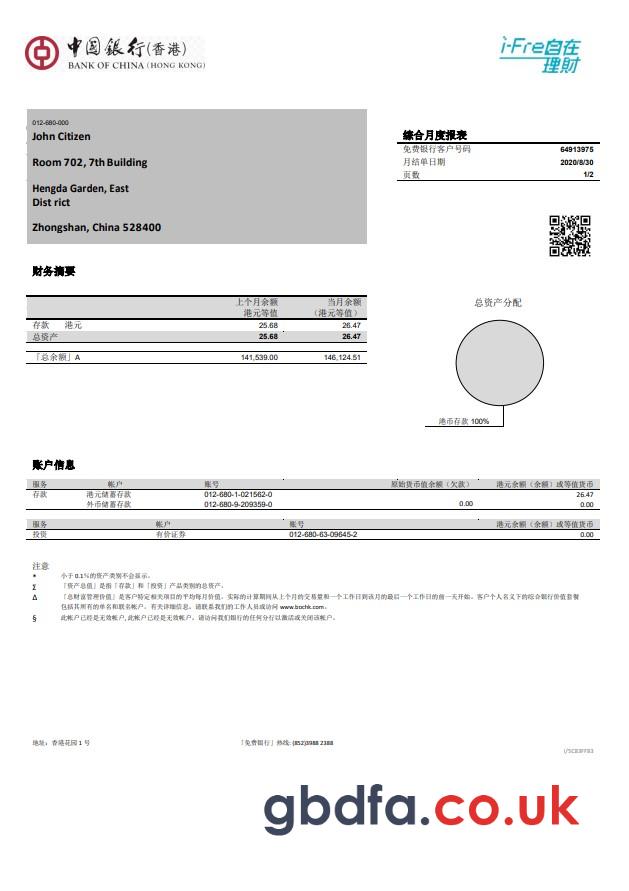 中國銀行(香港)
BANK OF CHINA (HONG KONG)
i-Free自在
理財
012-680-000
John Citizen
Room 702, 7th Building
Hengda Garden, East
Dist rict
Zhongshan, China 528400
综合月度报表
免费银行客户号码 64913975
月结单日期 2020/8/30
页数 1/2
财务摘要
上个月余额 当月余额
港元等值 （港元等值）
存款 港元 25.68 26.47
总资产 25.68 26.47
「总余额」A 141,539.00 146,124.51
总资产分配
港币存款 100%
账户信息
服务 帐户 账号 原始货币值余额（欠款） 港元余额（余额）或等值货币
存款 港元储蓄存款 012-680-1-021562-0 26.47
外币储蓄存款 012-680-9-209359-0 0.00 0.00
服务 帐户 账号 港元余额（余额）或等值货币
投资 有价证券 012-680-63-09645-2 0.00
注意
* 小于 0.1%的资产类别不会显示。
Σ 「资产总值」是指「存款」和「投资」产品类别的总资产。
Δ 「总财富管理价值」是客户特定相关项目的平均每月价值。实际的计算期间从上个月的交易量和一个工作日到该月的最后一个工作日的前一天开始。客户个人名义下的综合银行价值套餐
包括其所有的单名和联名帐户。有关详细信息，请联系我们的工作人员或访问 www.bochk.com。
§ 此帐户已经是无效帐户, 此帐户已经是无效帐户。请访问我们银行的任何分行以激活或关闭该帐户。
地址：香港花园 1 号 「免费银行」热线: (852)3988 2388
gbdfa.co.uk